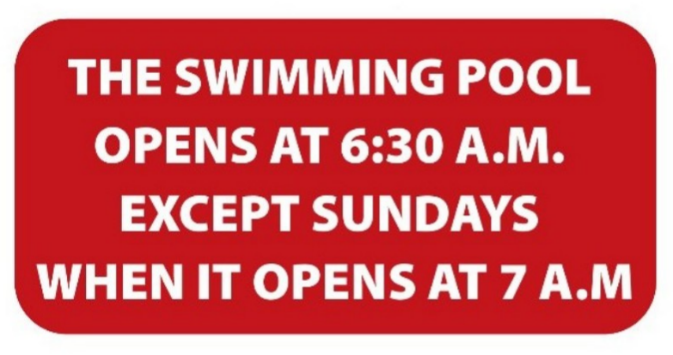 THE SWIMMING POOL
OPENS AT 6:30 A.M.
EXCEPT SUNDAYS
WHEN IT OPENS AT 7 A.M